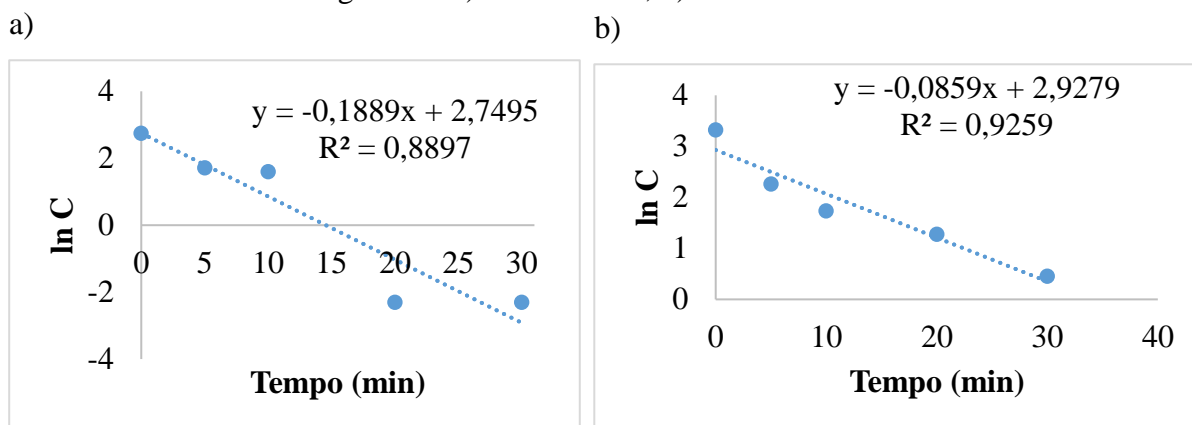 a)
b)
y = -0,1889x + 2,7495
R² = 0,8897
4
2
0
-2
-4
0 5 10 15 20 25 30
ln C
Tempo (min)
y = -0,0859x + 2,9279
R² = 0,9259
4
3
2
1
0
0 10 20 30 40
ln C
Tempo (min)